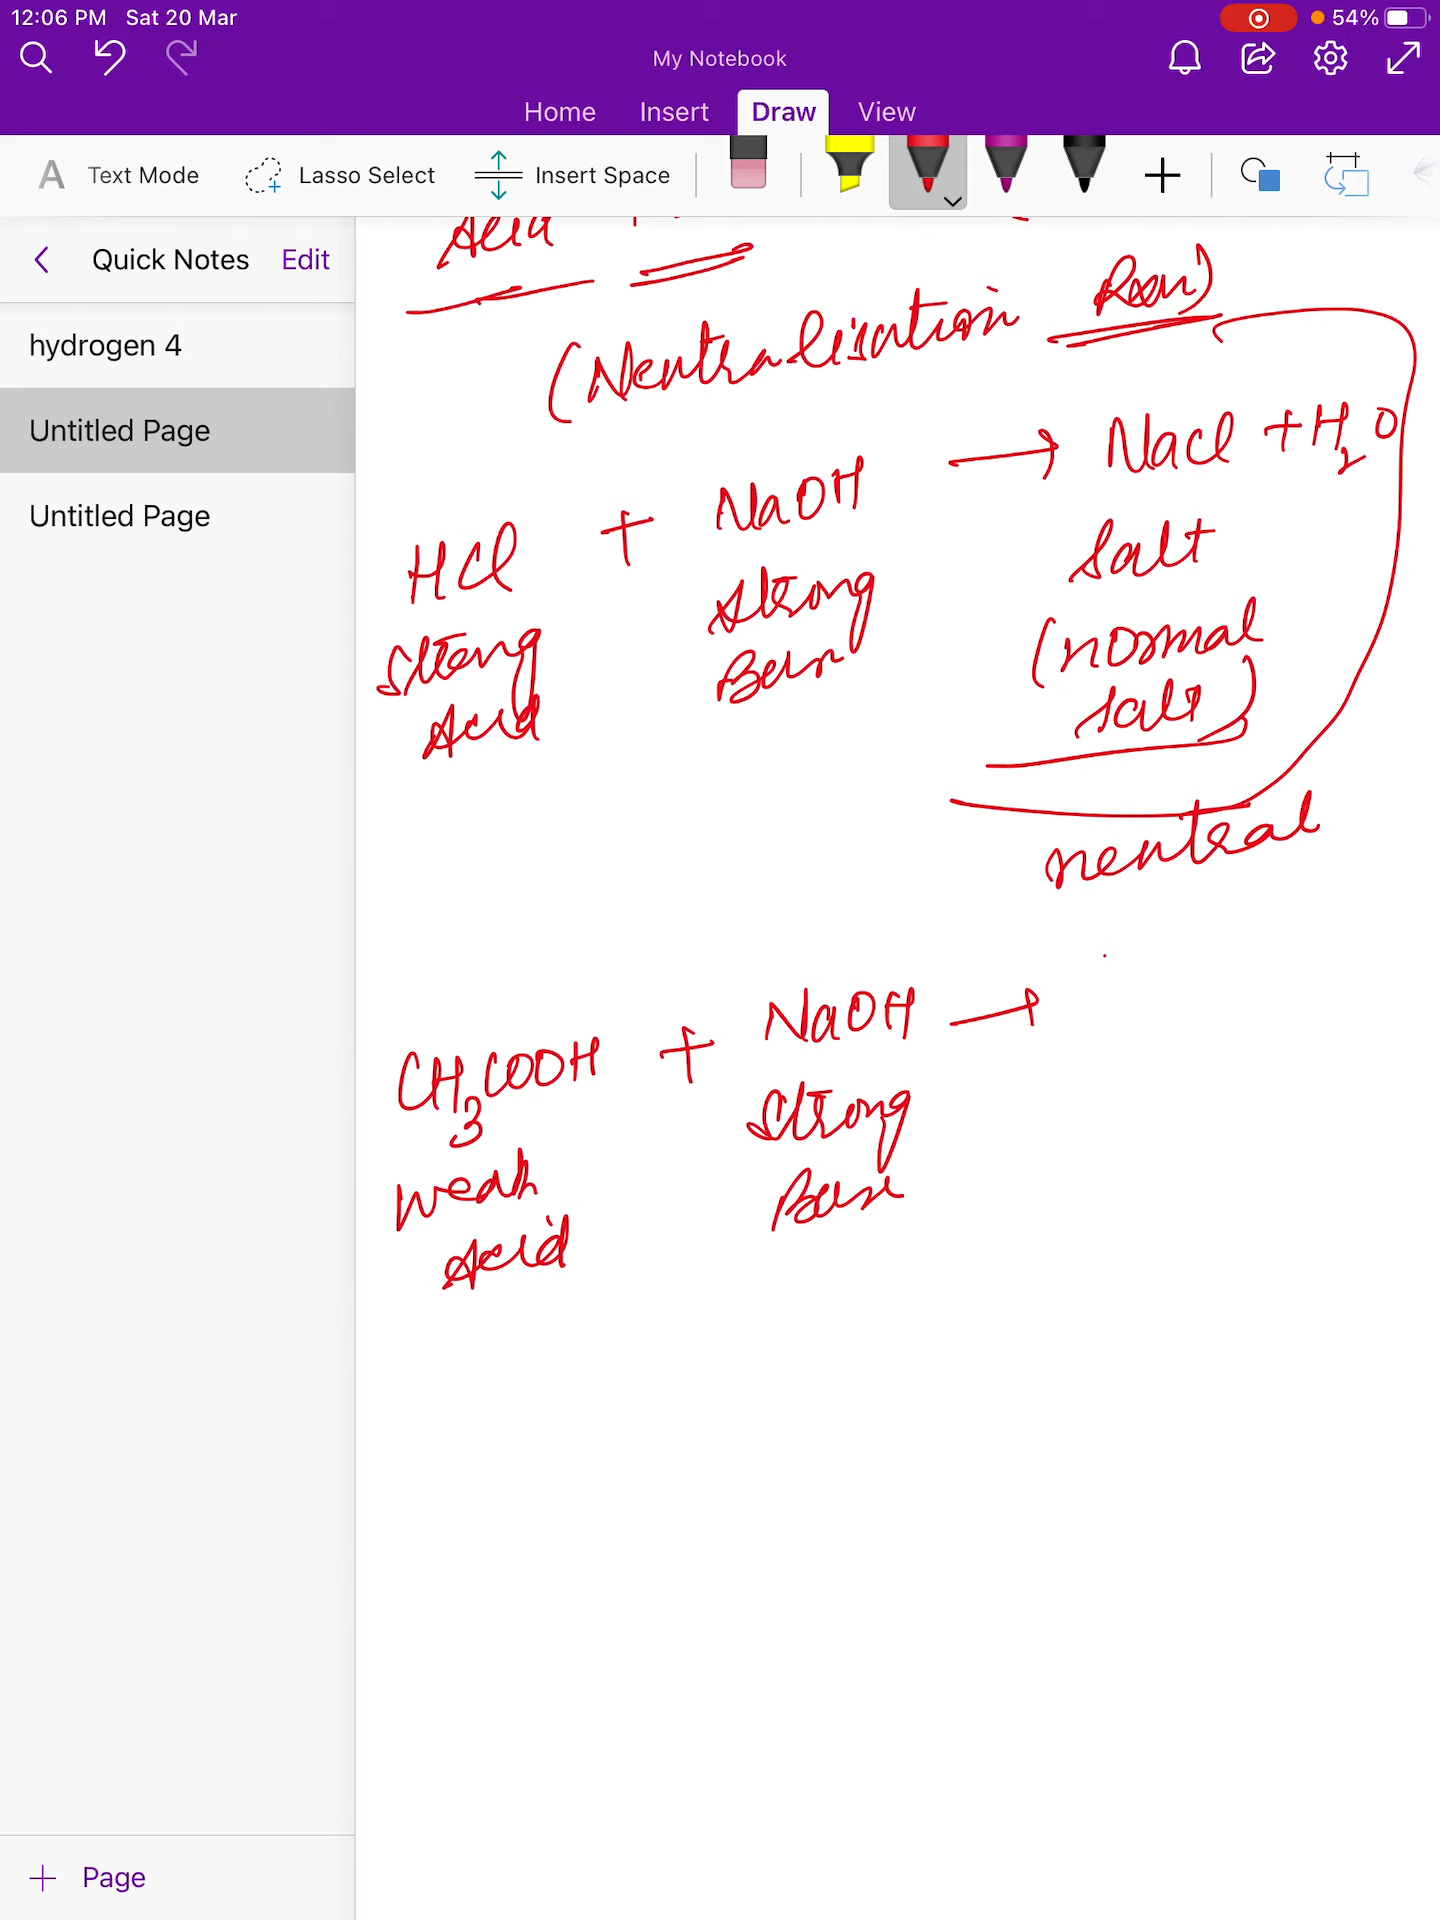 12:06 PM Sat 20 Mar 54%
My Notebook
Home Insert Draw View
A Text Mode Lasso Select Insert Space
Quick Notes Edit
hydrogen 4
Untitled Page
Untitled Page
Page
Acid +
(Neutralisation Rxn)
HCl + NaOH → NaCl + H2O
Strong Strong Salt
Acid Base (normal
salt)
neutral
CH3COOH + NaOH →
weak Strong
Acid Base